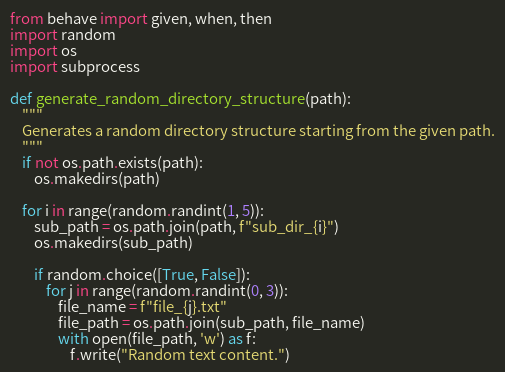 from behave import given, when, then
import random
import os
import subprocess

def generate_random_directory_structure(path):
    """
    Generates a random directory structure starting from the given path.
    """
    if not os.path.exists(path):
        os.makedirs(path)

    for i in range(random.randint(1, 5)):
        sub_path = os.path.join(path, f"sub_dir_{i}")
        os.makedirs(sub_path)

        if random.choice([True, False]):
            for j in range(random.randint(0, 3)):
                file_name = f"file_{j}.txt"
                file_path = os.path.join(sub_path, file_name)
                with open(file_path, 'w') as f:
                    f.write("Random text content.")